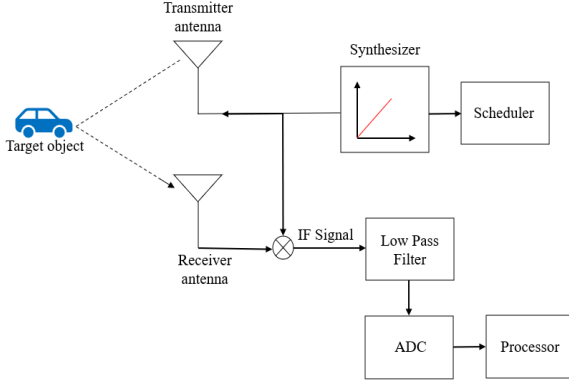 Transmitter
antenna
Synthesizer
Scheduler
Target object
IF Signal
Low Pass
Filter
Receiver
antenna
ADC
Processor